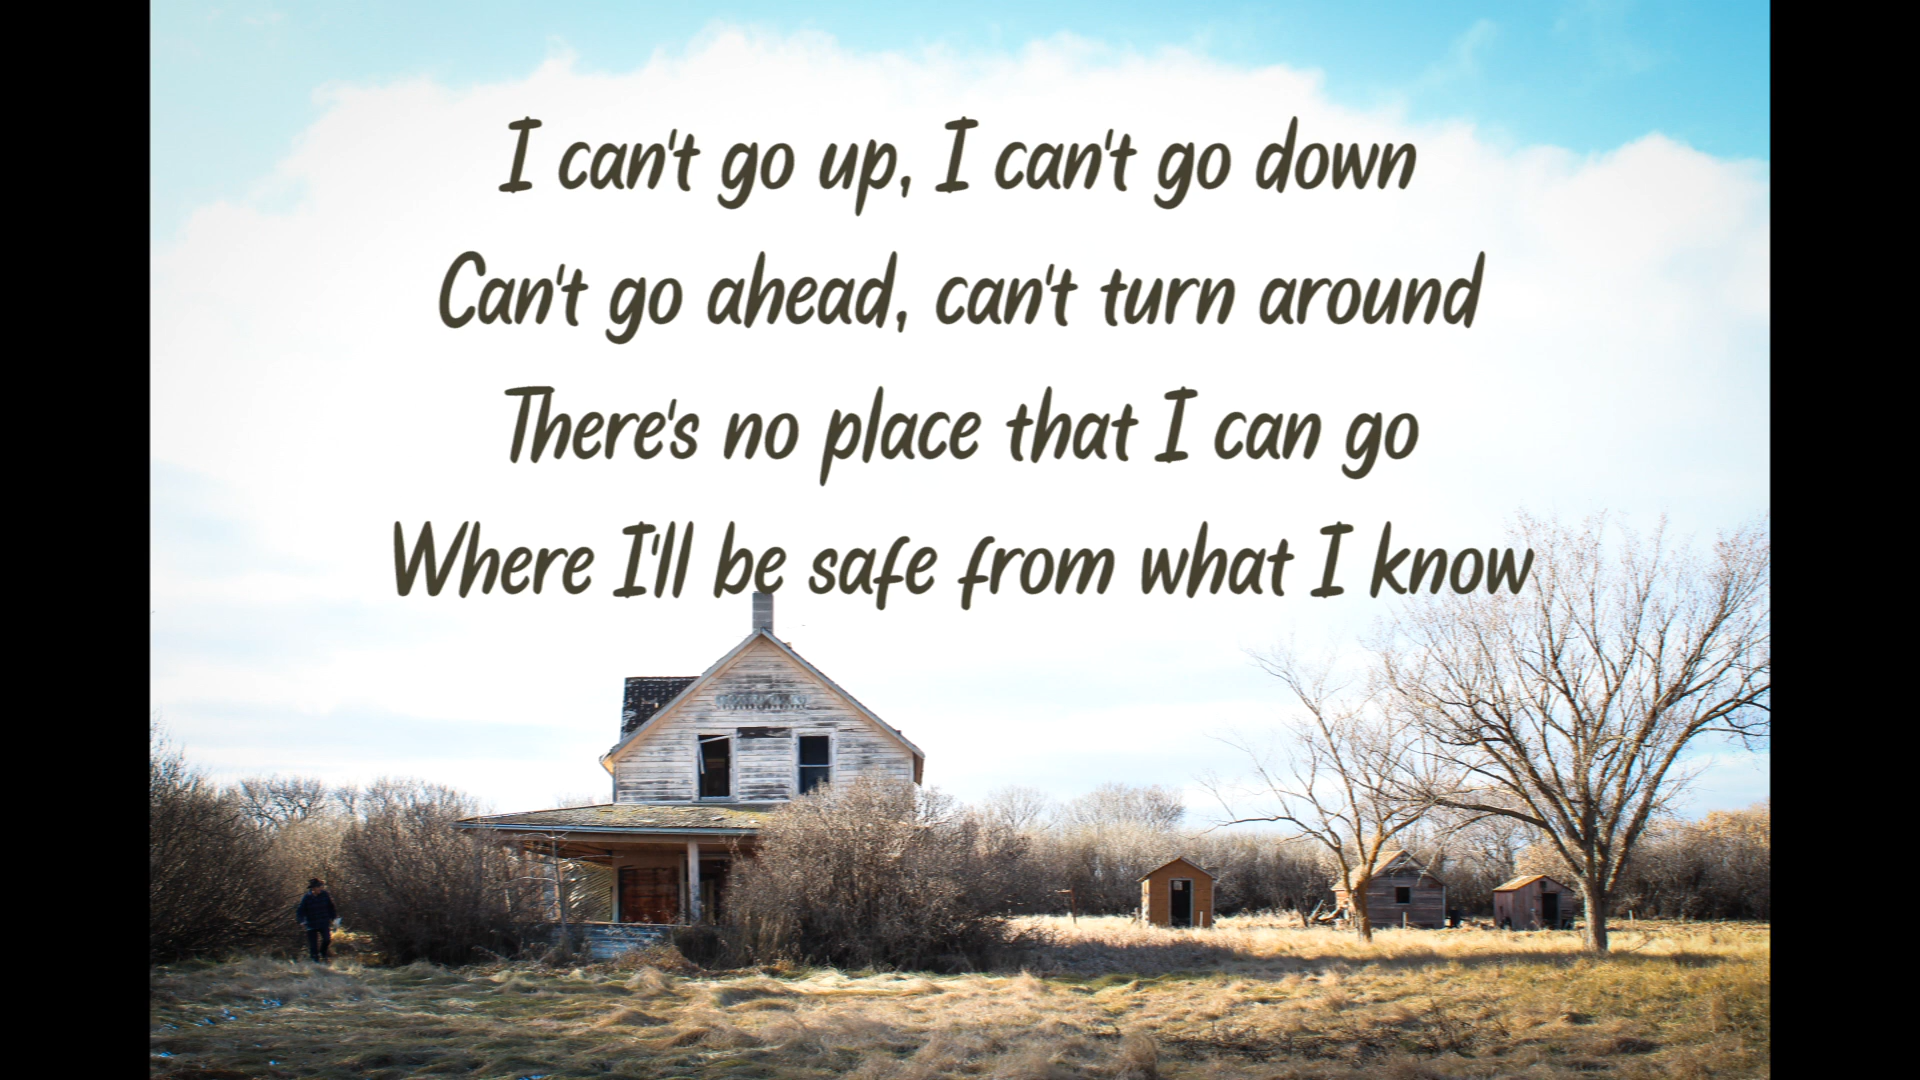 I can't go up, I can't go down
Can't go ahead, can't turn around
There's no place that I can go
Where I'll be safe from what I know